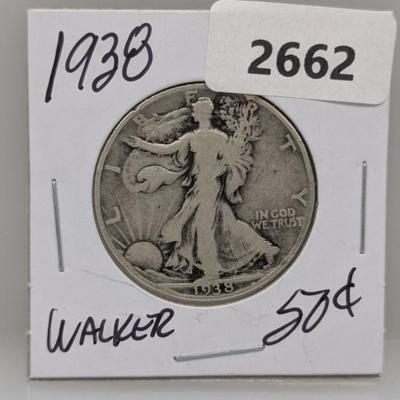 1938
2662
LIBERTY
IN GOD
WE TRUST
1938
WALKER
50¢